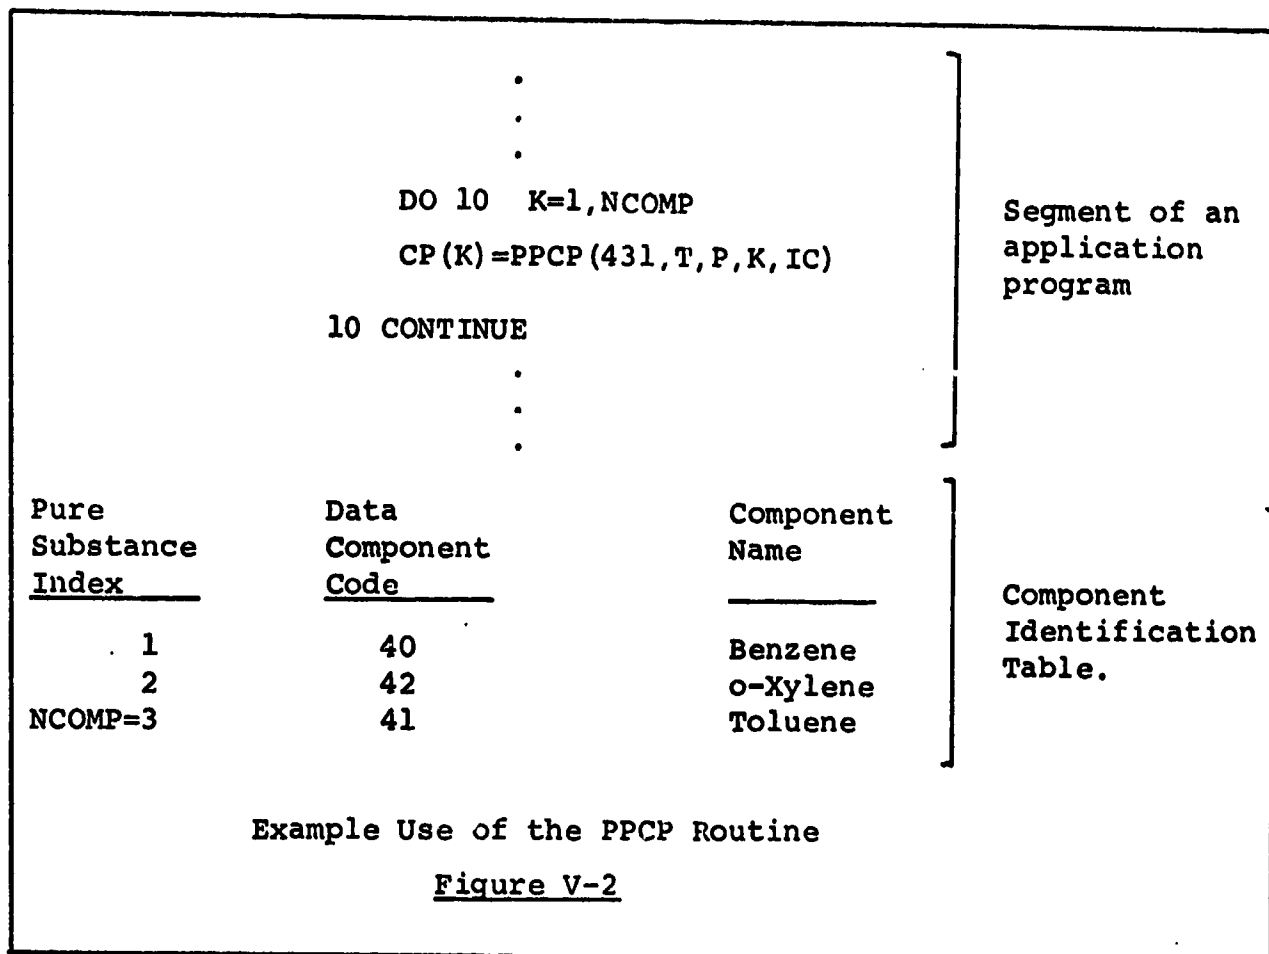 DO 10 K=1,NCOMP
CP(K)=PPCP(431,T,P,K,IC)
10 CONTINUE
Segment of an
application
program
Pure Data Component
Substance Component Name
Index Code
1 40 Benzene
2 42 o-Xylene
NCOMP=3 41 Toluene
Component
Identification
Table.
Example Use of the PPCP Routine
Figure V-2